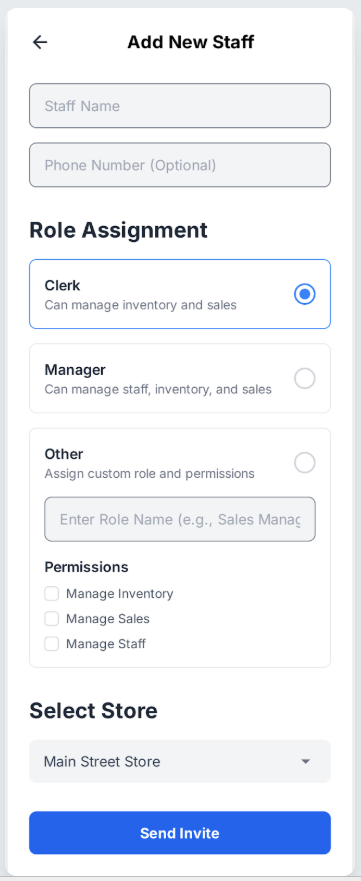 Add New Staff
Staff Name
Phone Number (Optional)
Role Assignment
Clerk
Can manage inventory and sales
Manager
Can manage staff, inventory, and sales
Other
Assign custom role and permissions
Enter Role Name (e.g., Sales Manag
Permissions
Manage Inventory
Manage Sales
Manage Staff
Select Store
Main Street Store
Send Invite